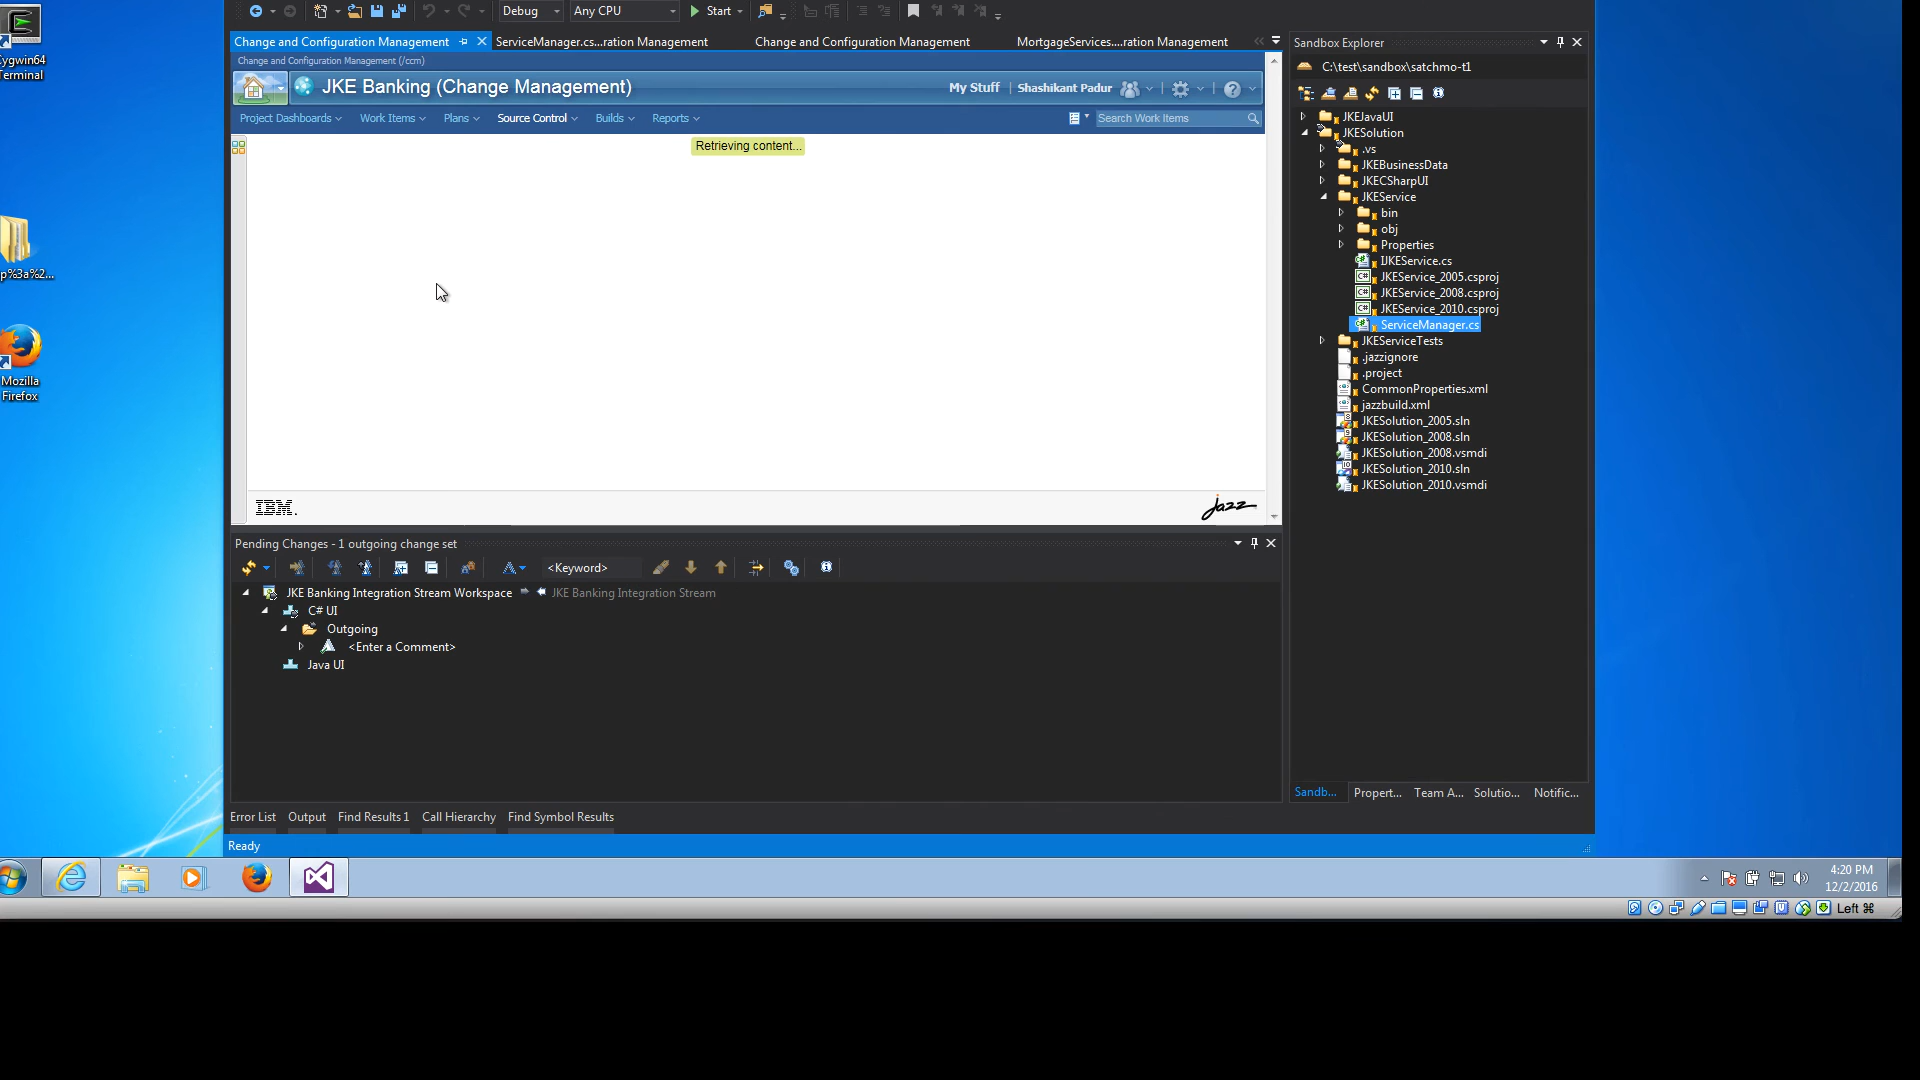 Cygwin64
Terminal
p%3a%2...
Mozilla
Firefox
Debug
Any CPU
Start
Change and Configuration Management
ServiceManager.cs...ration Management
Change and Configuration Management
MortgageServices....ration Management
Change and Configuration Management (/ccm)
JKE Banking (Change Management)
My Stuff | Shashikant Padur
Project Dashboards
Work Items
Plans
Source Control
Builds
Reports
Search Work Items
Retrieving content...
IBM.
jazz
Pending Changes - 1 outgoing change set
<Keyword>
JKE Banking Integration Stream Workspace
JKE Banking Integration Stream
C# UI
Outgoing
<Enter a Comment>
Java UI
Error List
Output
Find Results 1
Call Hierarchy
Find Symbol Results
Ready
Sandbox Explorer
C:\test\sandbox\satchmo-t1
JKEJavaUI
JKESolution
.vs
JKEBusinessData
JKECSharpUI
JKEService
bin
obj
Properties
IJKEService.cs
JKEService_2005.csproj
JKEService_2008.csproj
JKEService_2010.csproj
ServiceManager.cs
JKEServiceTests
.jazzignore
.project
CommonProperties.xml
jazzbuild.xml
JKESolution_2005.sln
JKESolution_2008.sln
JKESolution_2008.vsmdi
JKESolution_2010.sln
JKESolution_2010.vsmdi
Sandb...
Propert...
Team A...
Solutio...
Notific...
4:20 PM
12/2/2016
Left ⌘